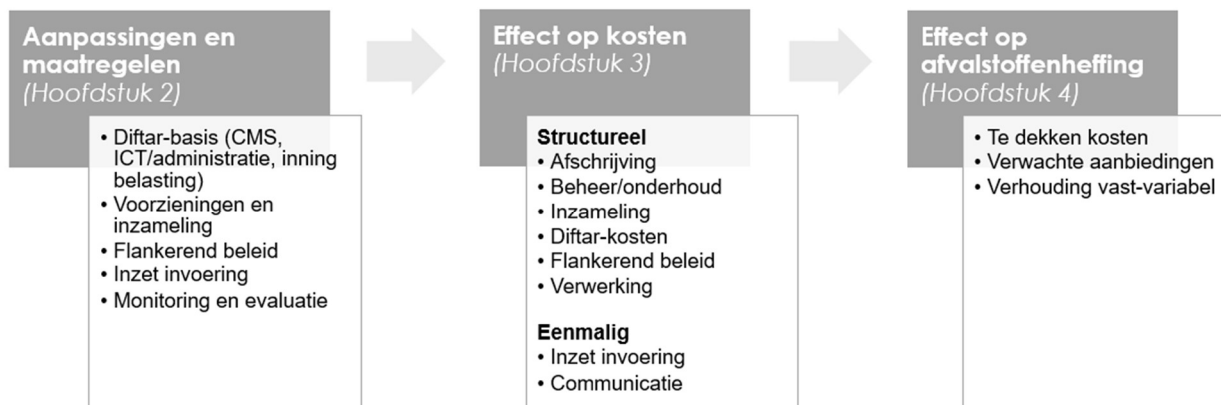 Aanpassingen en
maatregelen
(Hoofdstuk 2)
• Diftar-basis (CMS,
ICT/administratie, inning
belasting)
• Voorzieningen en
inzameling
• Flankerend beleid
• Inzet invoering
• Monitoring en evaluatie
Effect op kosten
(Hoofdstuk 3)
Structureel
• Afschrijving
• Beheer/onderhoud
• Inzameling
• Diftar-kosten
• Flankerend beleid
• Verwerking
Eenmalig
• Inzet invoering
• Communicatie
Effect op
afvalstoffenheffing
(Hoofdstuk 4)
• Te dekken kosten
• Verwachte aanbiedingen
• Verhouding vast-variabel